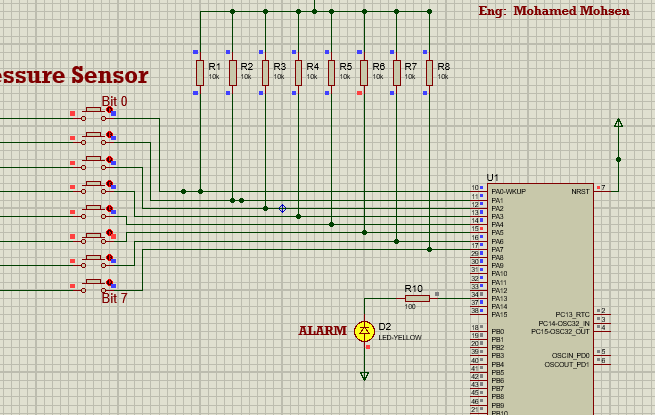 Eng: Mohamed Mohsen
essure Sensor
Bit 0
Bit 7
R1
10k
R2
10k
R3
10k
R4
10k
R5
10k
R6
10k
R7
10k
R8
10k
U1
10
11
12
13
14
15
16
17
29
30
31
32
33
34
37
38
PA0-WKUP
PA1
PA2
PA3
PA4
PA5
PA6
PA7
PA8
PA9
PA10
PA11
PA12
PA13
PA14
PA15
NRST
7
R10
100
ALARM
D2
LED-YELLOW
18
19
20
39
40
41
42
43
45
46
21
PB0
PB1
PB2
PB3
PB4
PB5
PB6
PB7
PB8
PB9
PB10
PC13_RTC
PC14-OSC32_IN
PC15-OSC32_OUT
2
3
4
OSCIN_PD0
OSCOUT_PD1
5
6